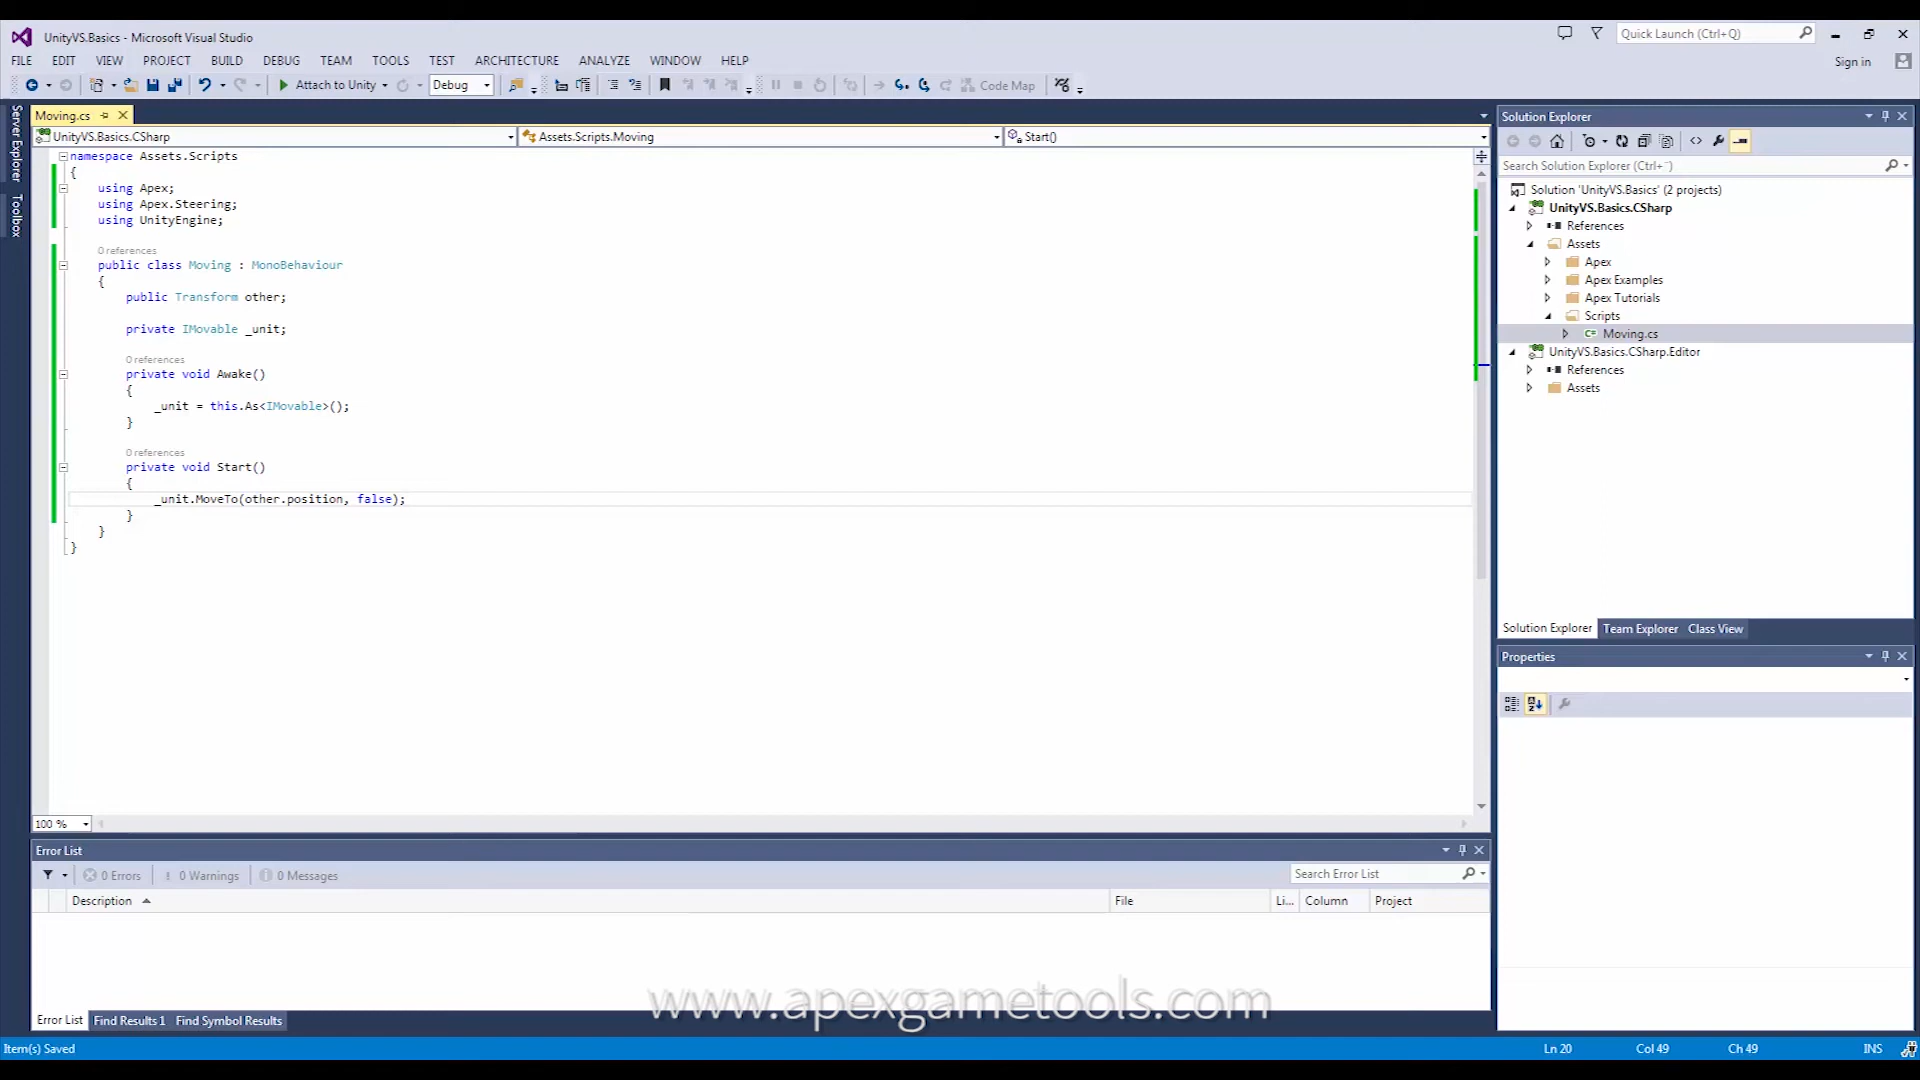 UnityVS.Basics - Microsoft Visual Studio
Quick Launch (Ctrl+Q)
FILE EDIT VIEW PROJECT BUILD DEBUG TEAM TOOLS TEST ARCHITECTURE ANALYZE WINDOW HELP
Sign in
Attach to Unity Debug Code Map
Server Explorer
Toolbox
Moving.cs
UnityVS.Basics.CSharp Assets.Scripts.Moving Start()
namespace Assets.Scripts
{
using Apex;
using Apex.Steering;
using UnityEngine;
0 references
public class Moving : MonoBehaviour
{
public Transform other;
private IMovable _unit;
0 references
private void Awake()
{
_unit = this.As<IMovable>();
}
0 references
private void Start()
{
_unit.MoveTo(other.position, false);
}
}
}
100 %
Solution Explorer
Search Solution Explorer (Ctrl+¨)
Solution 'UnityVS.Basics' (2 projects)
UnityVS.Basics.CSharp
References
Assets
Apex
Apex Examples
Apex Tutorials
Scripts
C# Moving.cs
UnityVS.Basics.CSharp.Editor
References
Assets
Solution Explorer Team Explorer Class View
Properties
Error List
0 Errors 0 Warnings 0 Messages
Search Error List
Description File Li... Column Project
www.apexgametools.com
Error List Find Results 1 Find Symbol Results
Item(s) Saved Ln 20 Col 49 Ch 49 INS